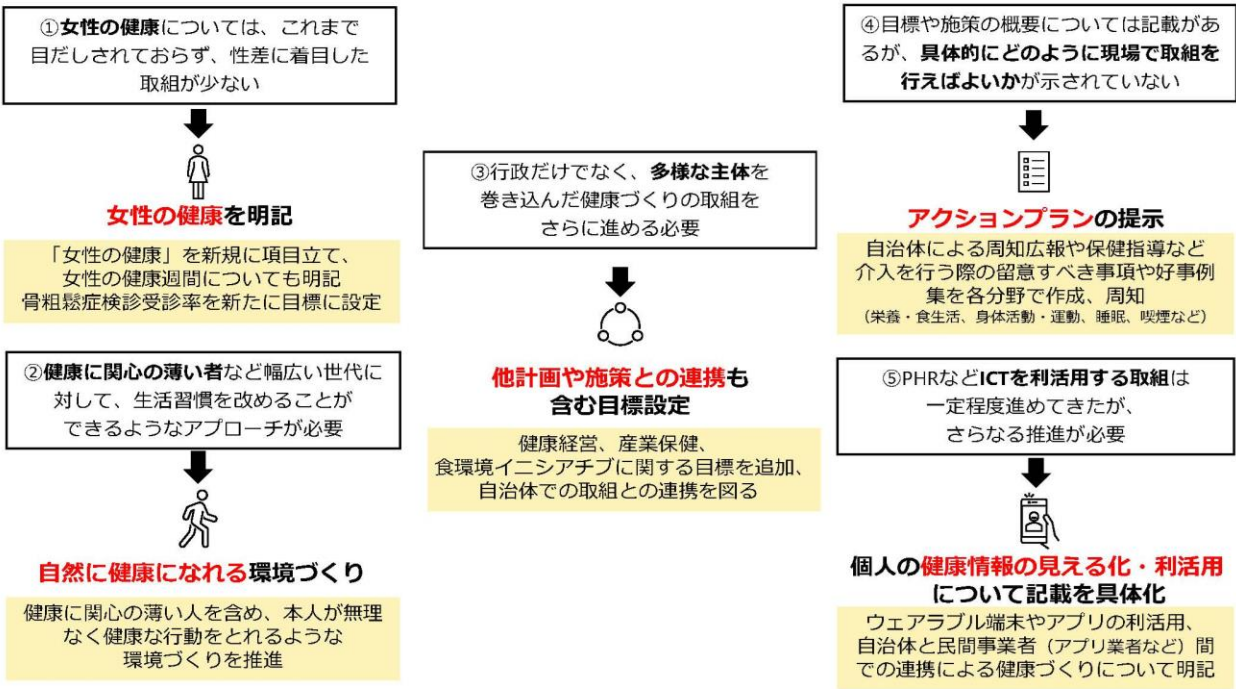 ①女性の健康については、これまで
目だしされておらず、性差に着目した
取組が少ない
女性の健康を明記
「女性の健康」を新規に項目立て、
女性の健康週間についても明記
骨粗鬆症検診受診率を新たに目標に設定
②健康に関心の薄い者など幅広い世代に
対して、生活習慣を改めることが
できるようなアプローチが必要
自然に健康になれる環境づくり
健康に関心の薄い人を含め、本人が無理
なく健康な行動をとれるような
環境づくりを推進
③行政だけでなく、多様な主体を
巻き込んだ健康づくりの取組を
さらに進める必要
他計画や施策との連携も
含む目標設定
健康経営、産業保健、
食環境イニシアチブに関する目標を追加、
自治体での取組との連携を図る
④目標や施策の概要については記載があ
るが、具体的にどのように現場で取組を
行えばよいかが示されていない
アクションプランの提示
自治体による周知広報や保健指導など
介入を行う際の留意すべき事項や好事例
集を各分野で作成、周知
（栄養・食生活、身体活動・運動、睡眠、喫煙など）
⑤PHRなどICTを利活用する取組は
一定程度進めてきたが、
さらなる推進が必要
個人の健康情報の見える化・利活用
について記載を具体化
ウェアラブル端末やアプリの利活用、
自治体と民間事業者（アプリ業者など）間
での連携による健康づくりについて明記